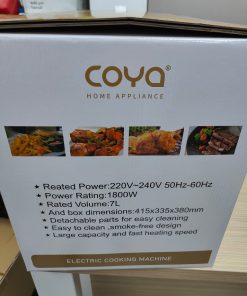 COYA®
HOME APPLIANCE
★ Reated Power:220V~240V 50Hz-60Hz
★ Power Rating:1800W
★ Rated Volume:7L
★ And box dimensions:415x335x380mm
★ Detachable parts for easy cleaning
★ Easy to clean ,smoke-free design
★ Large capacity and fast heating speed
ELECTRIC COOKING MACHINE